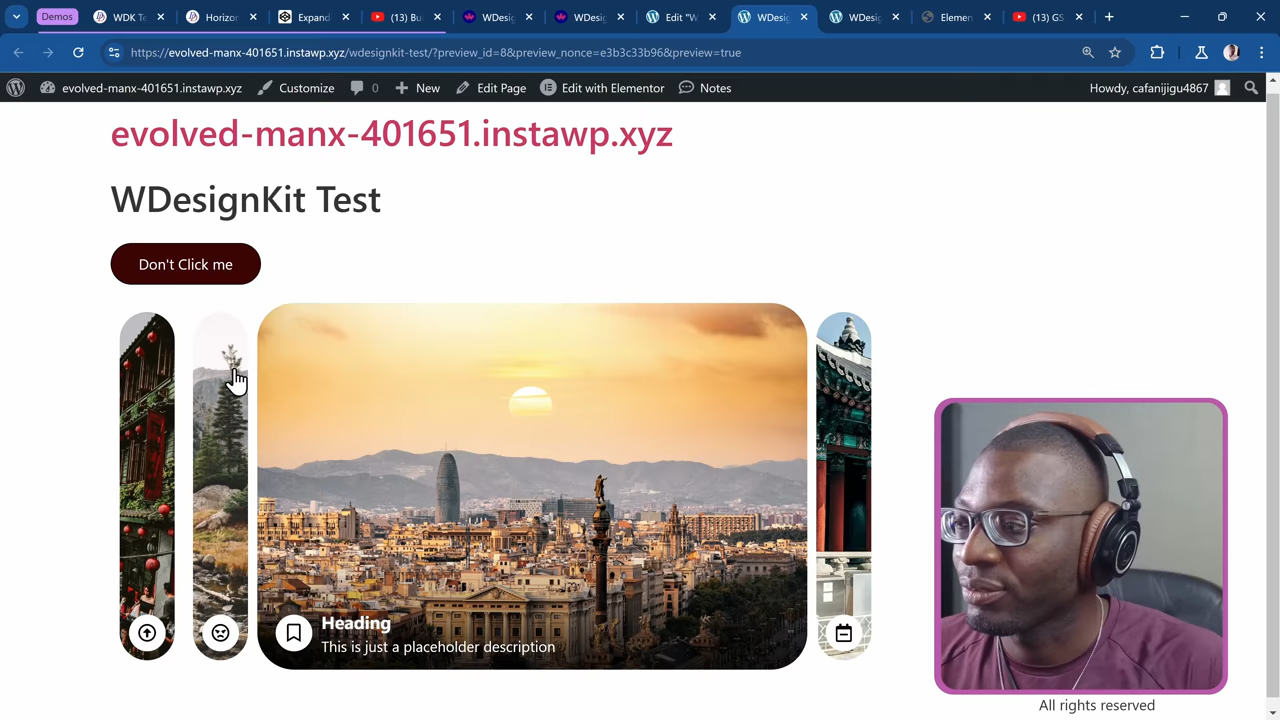 Demos
WDK Te
Horizon
Expand
(13) Bu
WDesig
WDesig
Edit "W
WDesig
WDesig
Elemen
(13) GS
https://evolved-manx-401651.instawp.xyz/wdesignkit-test/?preview_id=8&preview_nonce=e3b3c33b96&preview=true
evolved-manx-401651.instawp.xyz
Customize
0
New
Edit Page
Edit with Elementor
Notes
Howdy, cafanijigu4867
evolved-manx-401651.instawp.xyz
WDesignKit Test
Don't Click me
Heading
This is just a placeholder description
All rights reserved